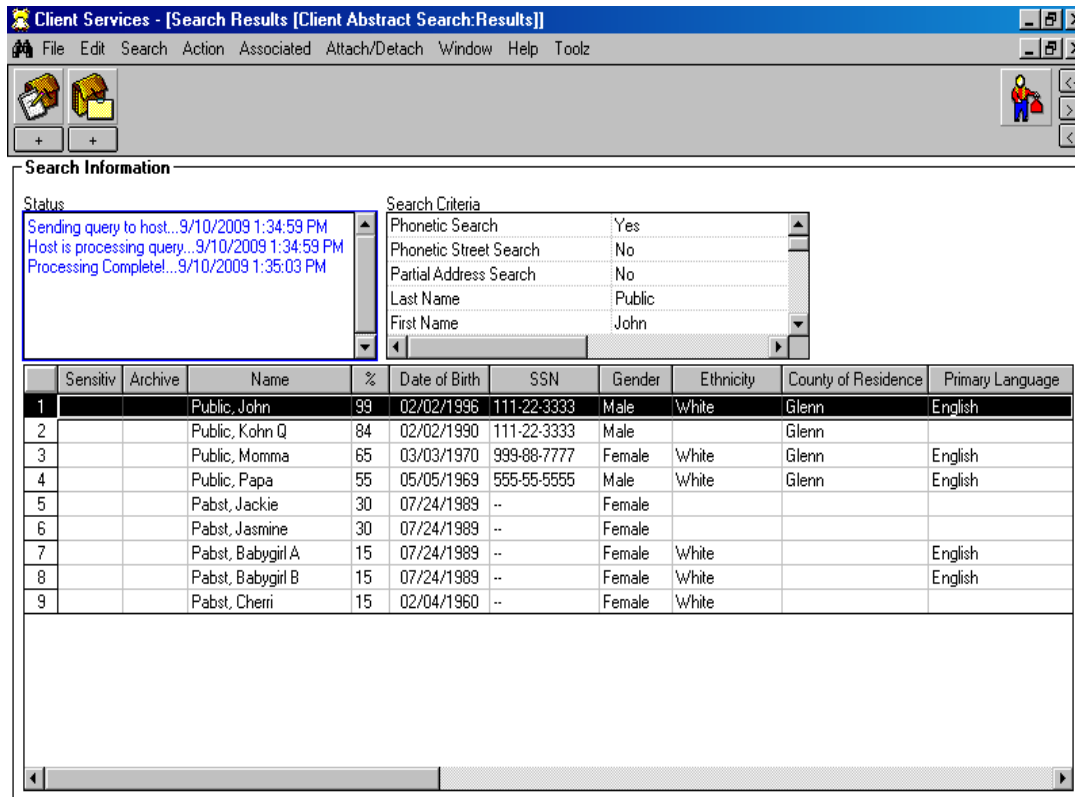 Client Services - [Search Results [Client Abstract Search:Results]]
File Edit Search Action Associated Attach/Detach Window Help Toolz
+ +
Search Information
Status
Sending query to host...9/10/2009 1:34:59 PM
Host is processing query...9/10/2009 1:34:59 PM
Processing Complete!...9/10/2009 1:35:03 PM
Search Criteria
Phonetic Search Yes
Phonetic Street Search No
Partial Address Search No
Last Name Public
First Name John
Sensitiv Archive Name % Date of Birth SSN Gender Ethnicity County of Residence Primary Language
1 Public, John 99 02/02/1996 111-22-3333 Male White Glenn English
2 Public, Kohn Q 84 02/02/1990 111-22-3333 Male Glenn
3 Public, Momma 65 03/03/1970 999-88-7777 Female White Glenn English
4 Public, Papa 55 05/05/1969 555-55-5555 Male White Glenn English
5 Pabst, Jackie 30 07/24/1989 -- Female
6 Pabst, Jasmine 30 07/24/1989 -- Female
7 Pabst, Babygirl A 15 07/24/1989 -- Female White English
8 Pabst, Babygirl B 15 07/24/1989 -- Female White English
9 Pabst, Cherri 15 02/04/1960 -- Female White